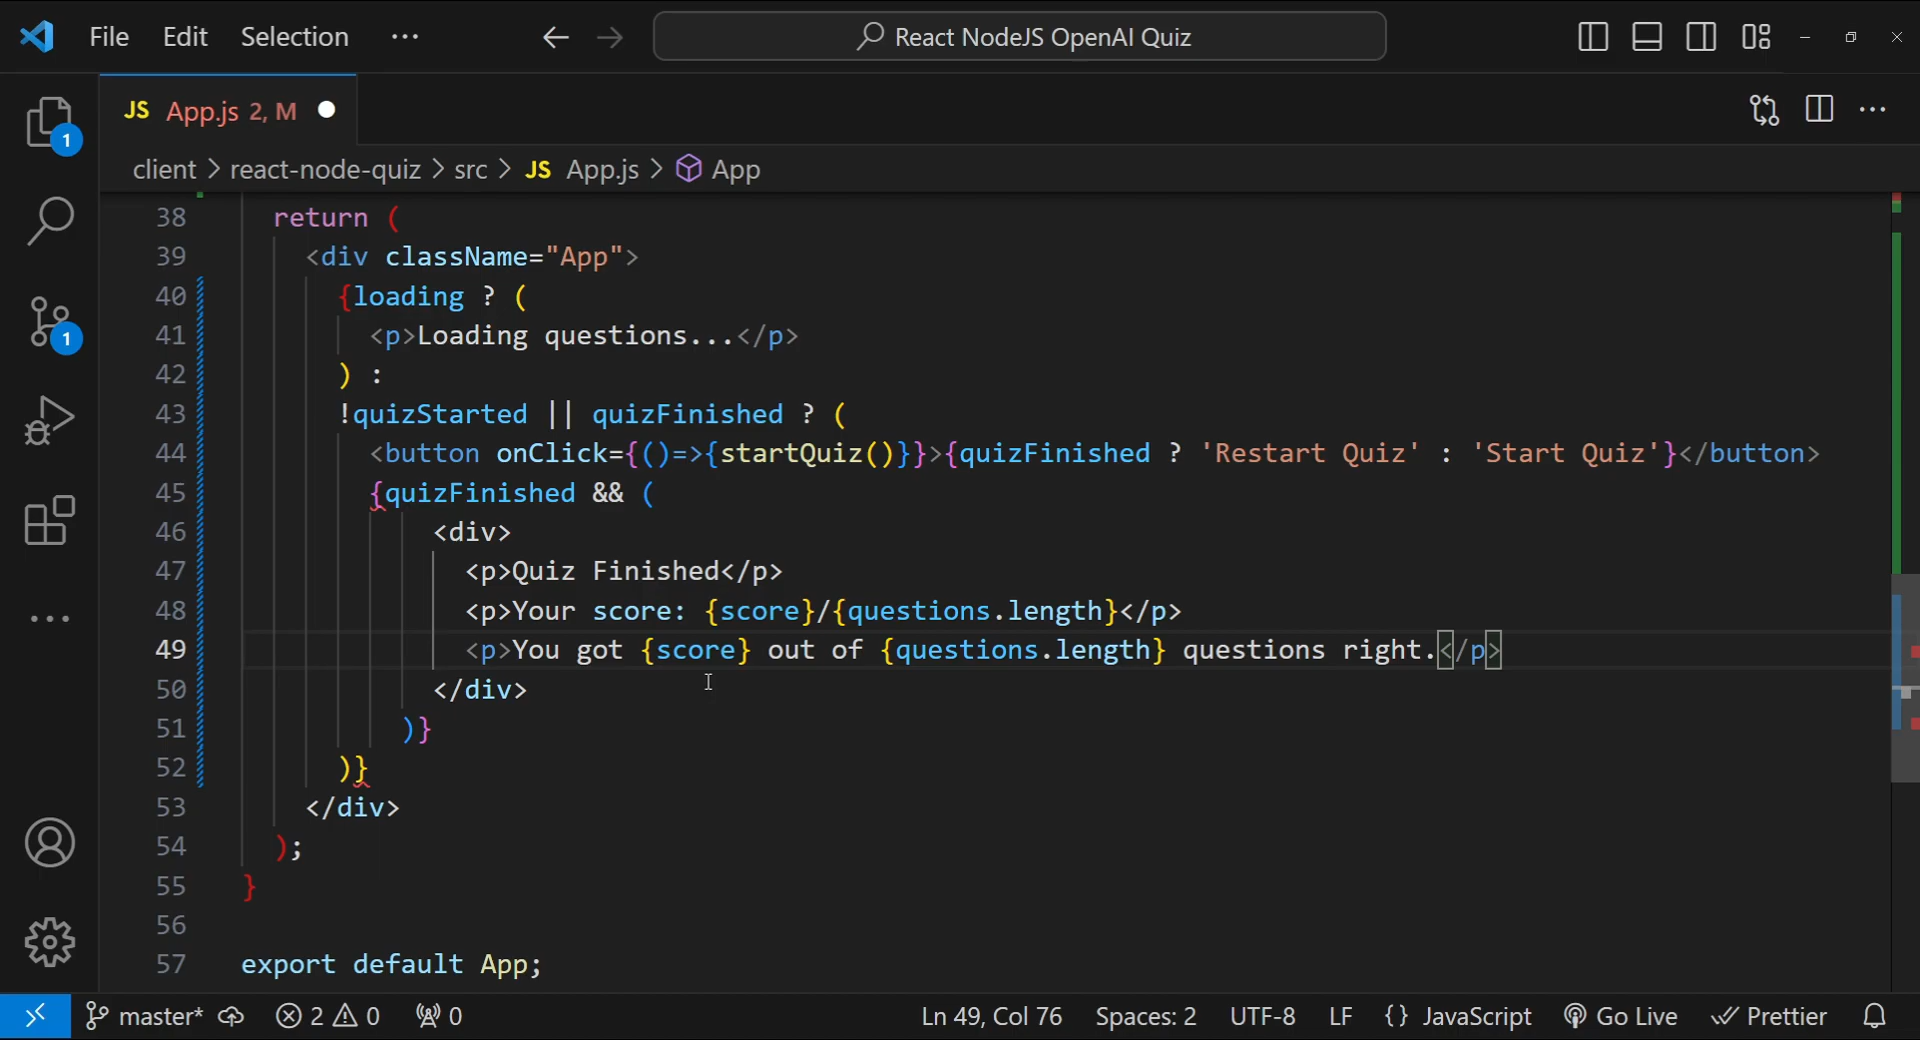 File Edit Selection ··· React NodeJS OpenAI Quiz
JS App.js 2, M
client > react-node-quiz > src > JS App.js > App
38 return (
39 <div className="App">
40 {loading ? (
41 <p>Loading questions...</p>
42 ) :
43 !quizStarted || quizFinished ? (
44 <button onClick={()=>{startQuiz()}}>{quizFinished ? 'Restart Quiz' : 'Start Quiz'}</button>
45 {quizFinished && (
46 <div>
47 <p>Quiz Finished</p>
48 <p>Your score: {score}/{questions.length}</p>
49 <p>You got {score} out of {questions.length} questions right.</p>
50 </div>
51 )}
52 )}
53 </div>
54 );
55 }
56
57 export default App;
1
1
master* 2 0 0 Ln 49, Col 76 Spaces: 2 UTF-8 LF {} JavaScript Go Live Prettier